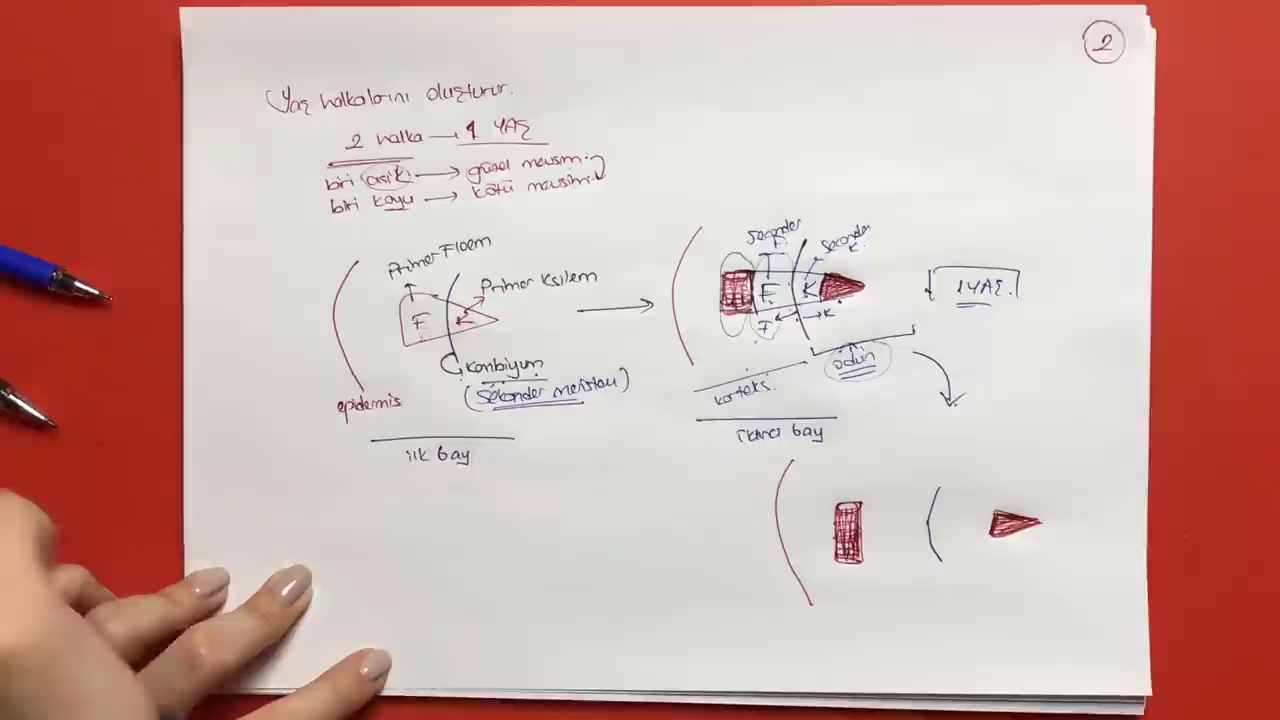 2
Yaş halkalarını oluşturur.
2 halka → 1 YAŞ
biri açık → güzel mevsim
biri koyu → kötü mevsim
Primer Floem
Primer Ksilem
F
K
Kambiyum
(Sekonder meristem)
epidermis
ilk bay
Sekonder
F.
Sekonder
K.
F
K
F
K
1 YAŞ.
odun
korteks.
ikinci bay